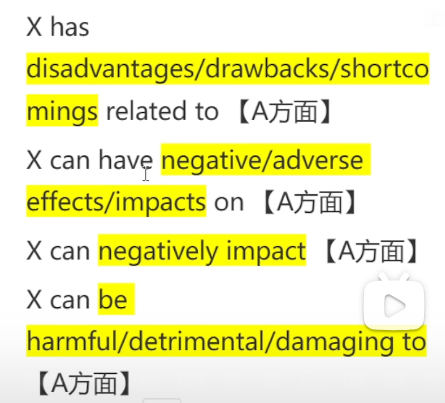 X has
disadvantages/drawbacks/shortco
mings related to 【A方面】
X can have negative/adverse
effects/impacts on 【A方面】
X can negatively impact 【A方面】
X can be
harmful/detrimental/damaging to
【A方面】